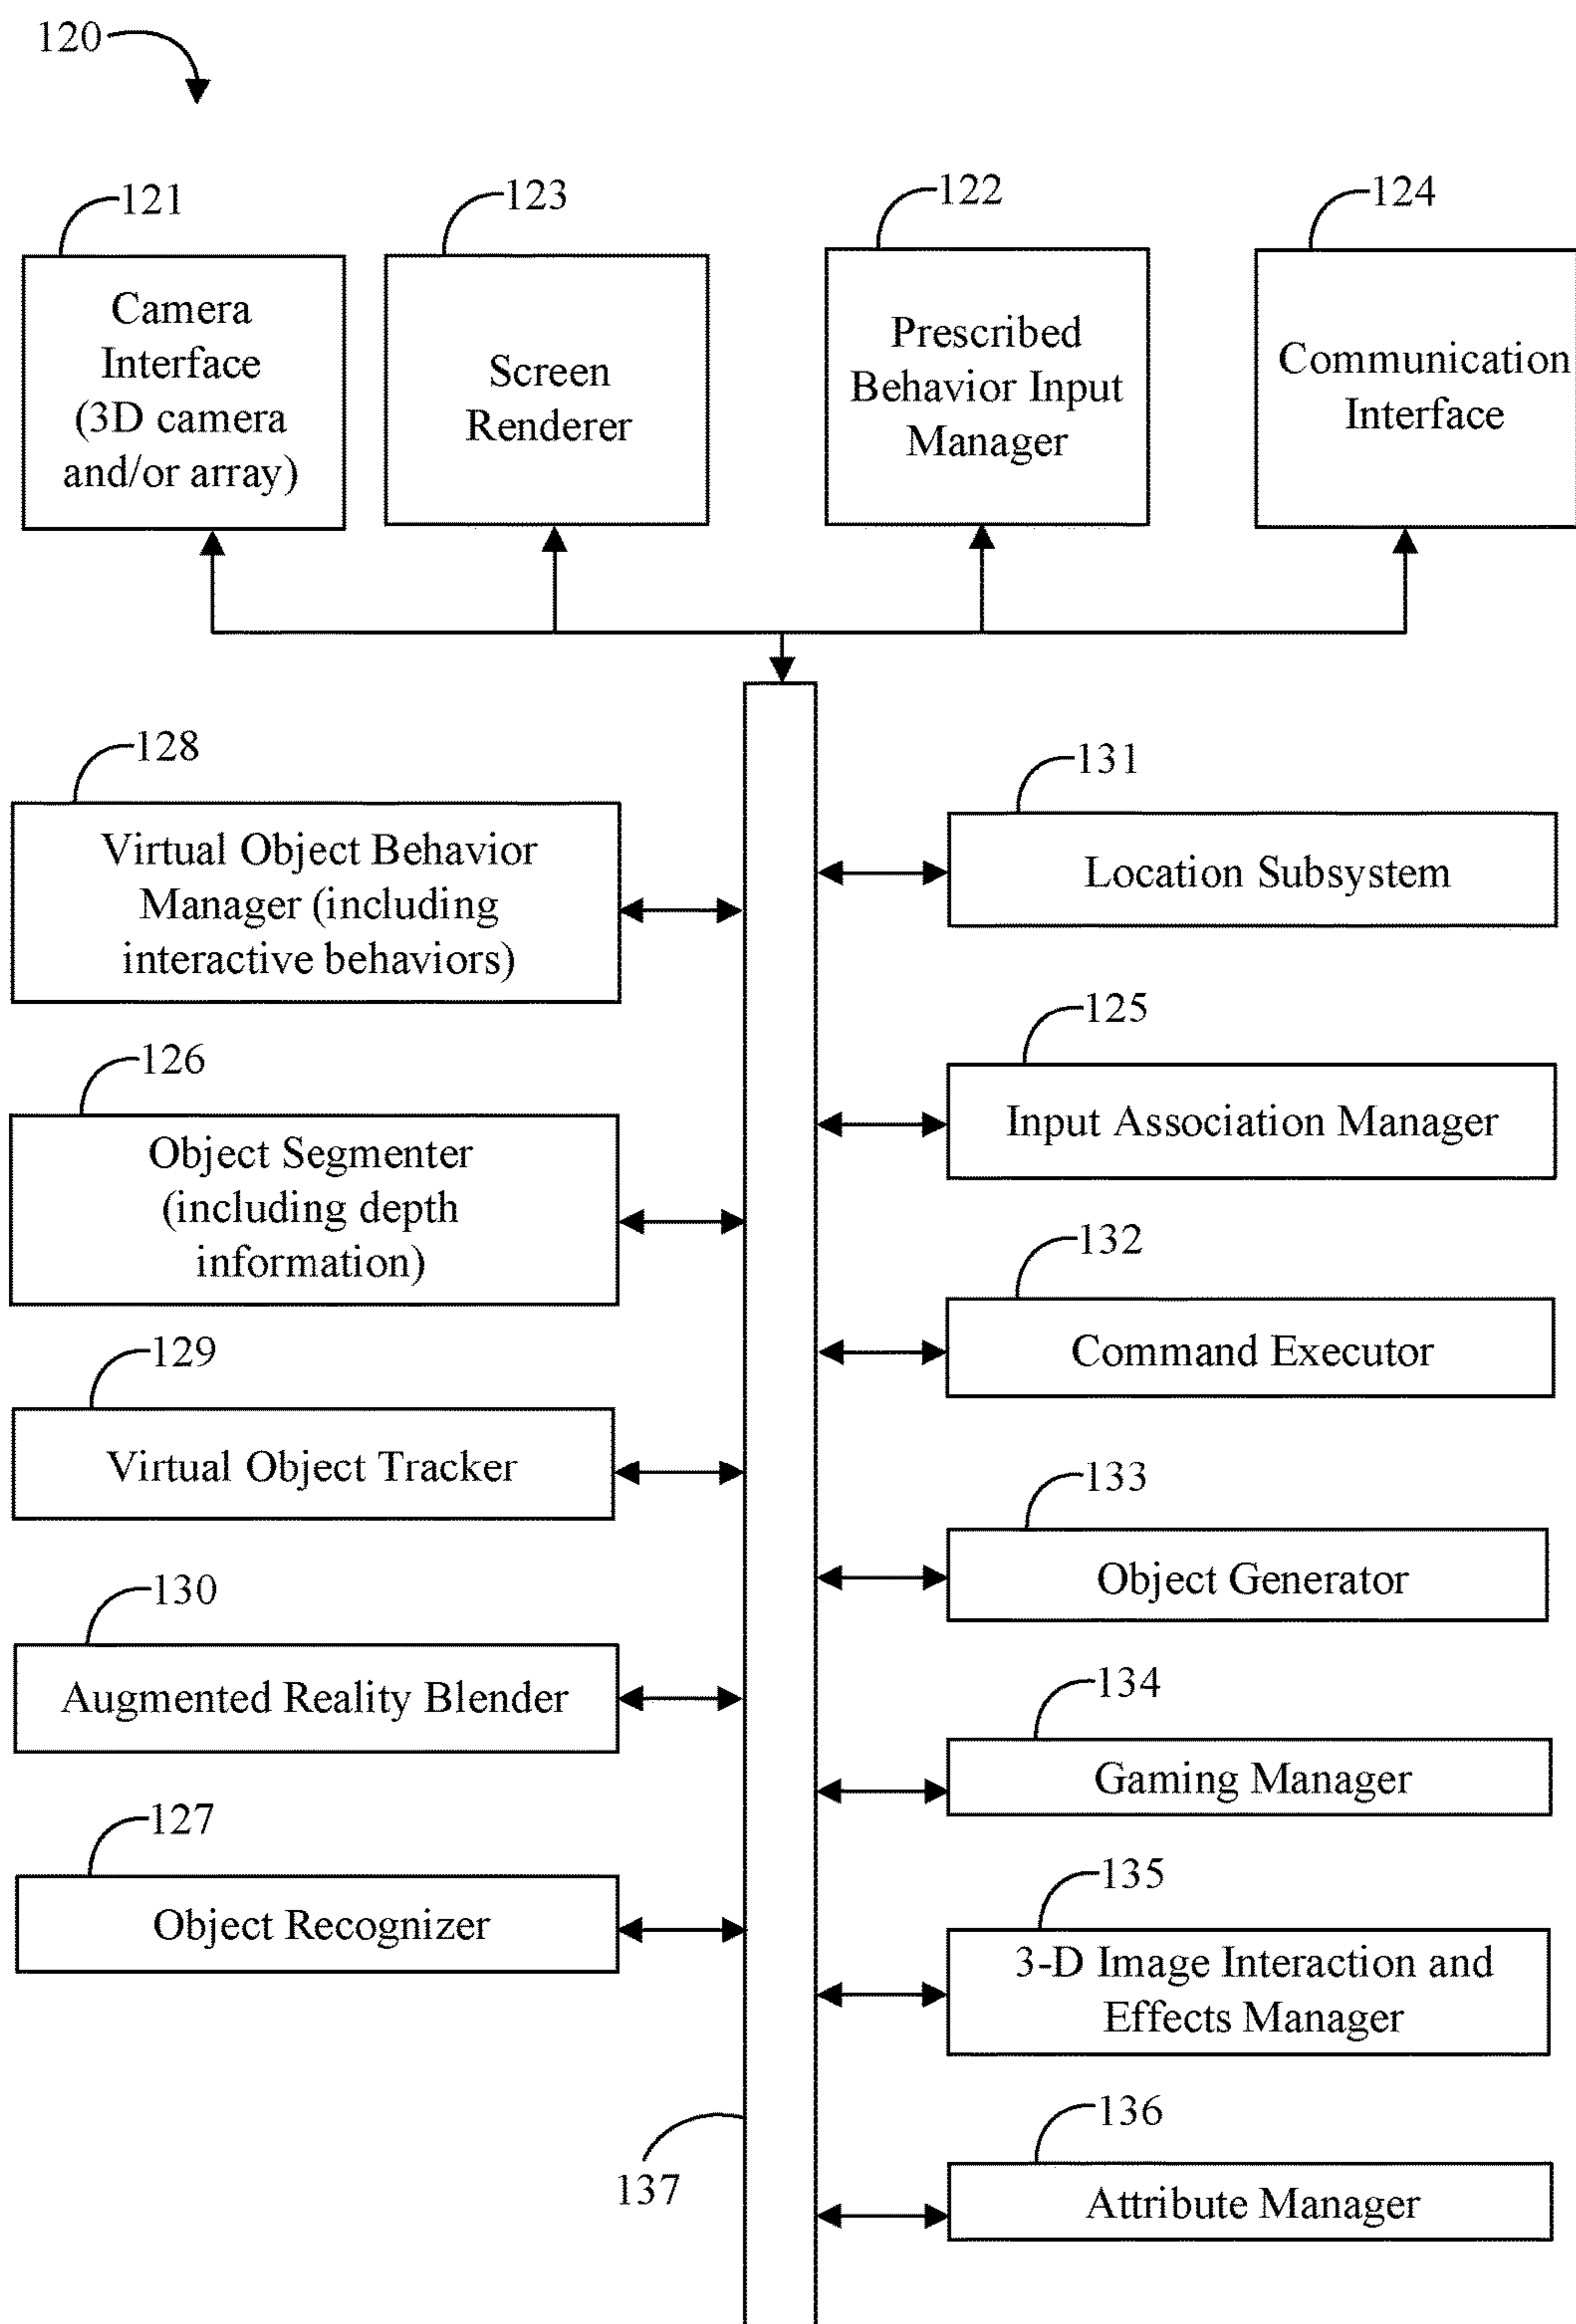 120
121
123
122
124
Camera
Interface
(3D camera
and/or array)
Screen
Renderer
Prescribed
Behavior Input
Manager
Communication
Interface
128
Virtual Object Behavior
Manager (including
interactive behaviors)
126
Object Segmenter
(including depth
information)
129
Virtual Object Tracker
130
Augmented Reality Blender
127
Object Recognizer
137
131
Location Subsystem
125
Input Association Manager
132
Command Executor
133
Object Generator
134
Gaming Manager
135
3-D Image Interaction and
Effects Manager
136
Attribute Manager